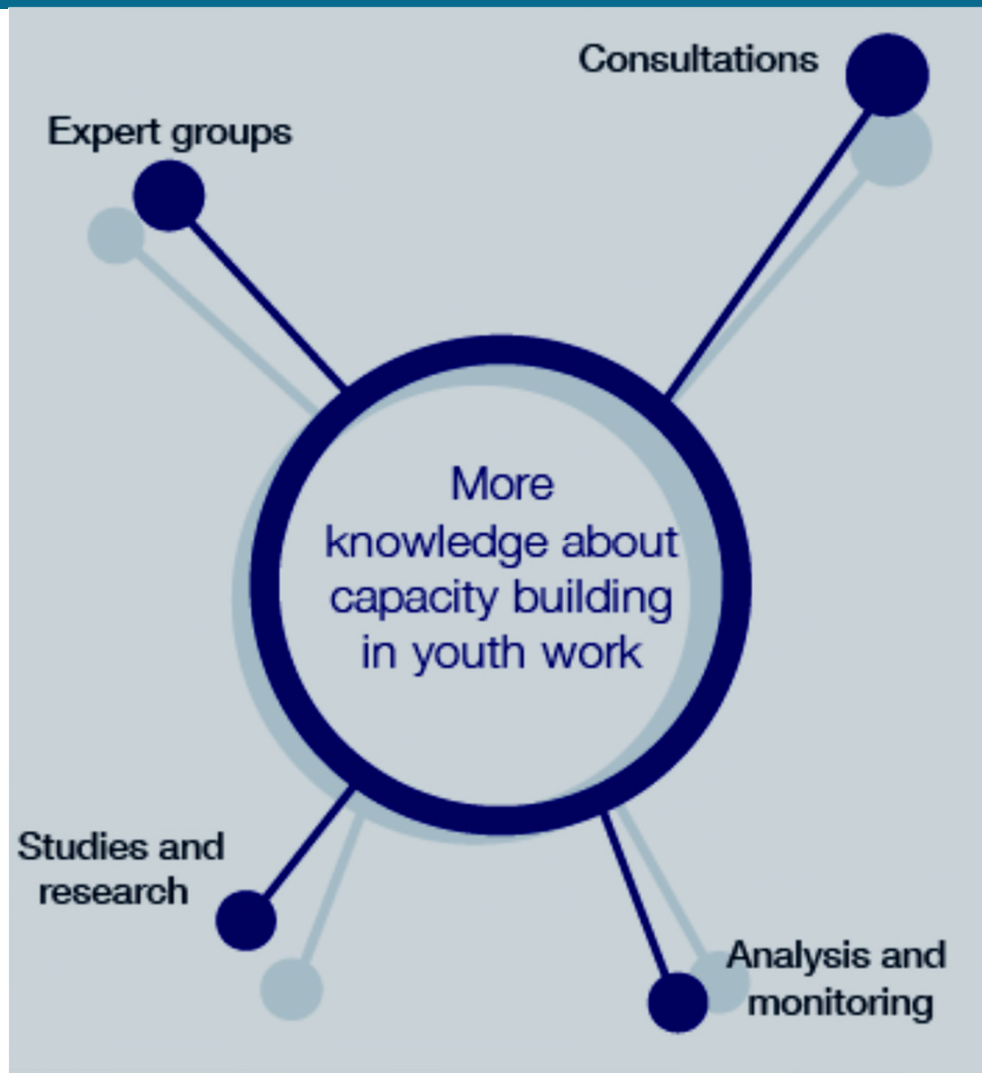 Consultations
Expert groups
More
knowledge about
capacity building
in youth work
Studies and
research
Analysis and
monitoring